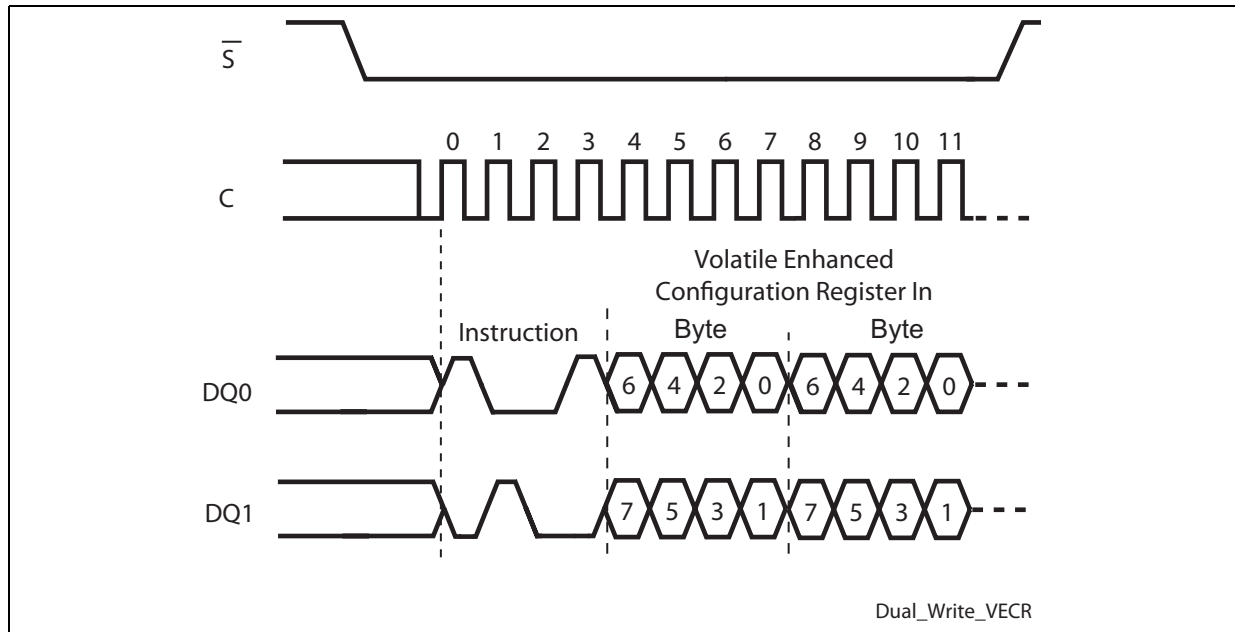 S
0 1 2 3 4 5 6 7 8 9 10 11
C
Volatile Enhanced
Configuration Register In
Instruction Byte Byte
DQ0 6 4 2 0 6 4 2 0
DQ1 7 5 3 1 7 5 3 1
Dual_Write_VECR